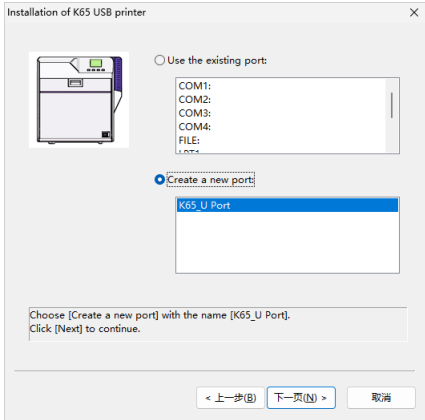 Installation of K65 USB printer
Use the existing port:
COM1:
COM2:
COM3:
COM4:
FILE:
Create a new port:
K65_U Port
Choose [Create a new port] with the name [K65_U Port].
Click [Next] to continue.
< 上一步(B)
下一页(N) >
取消